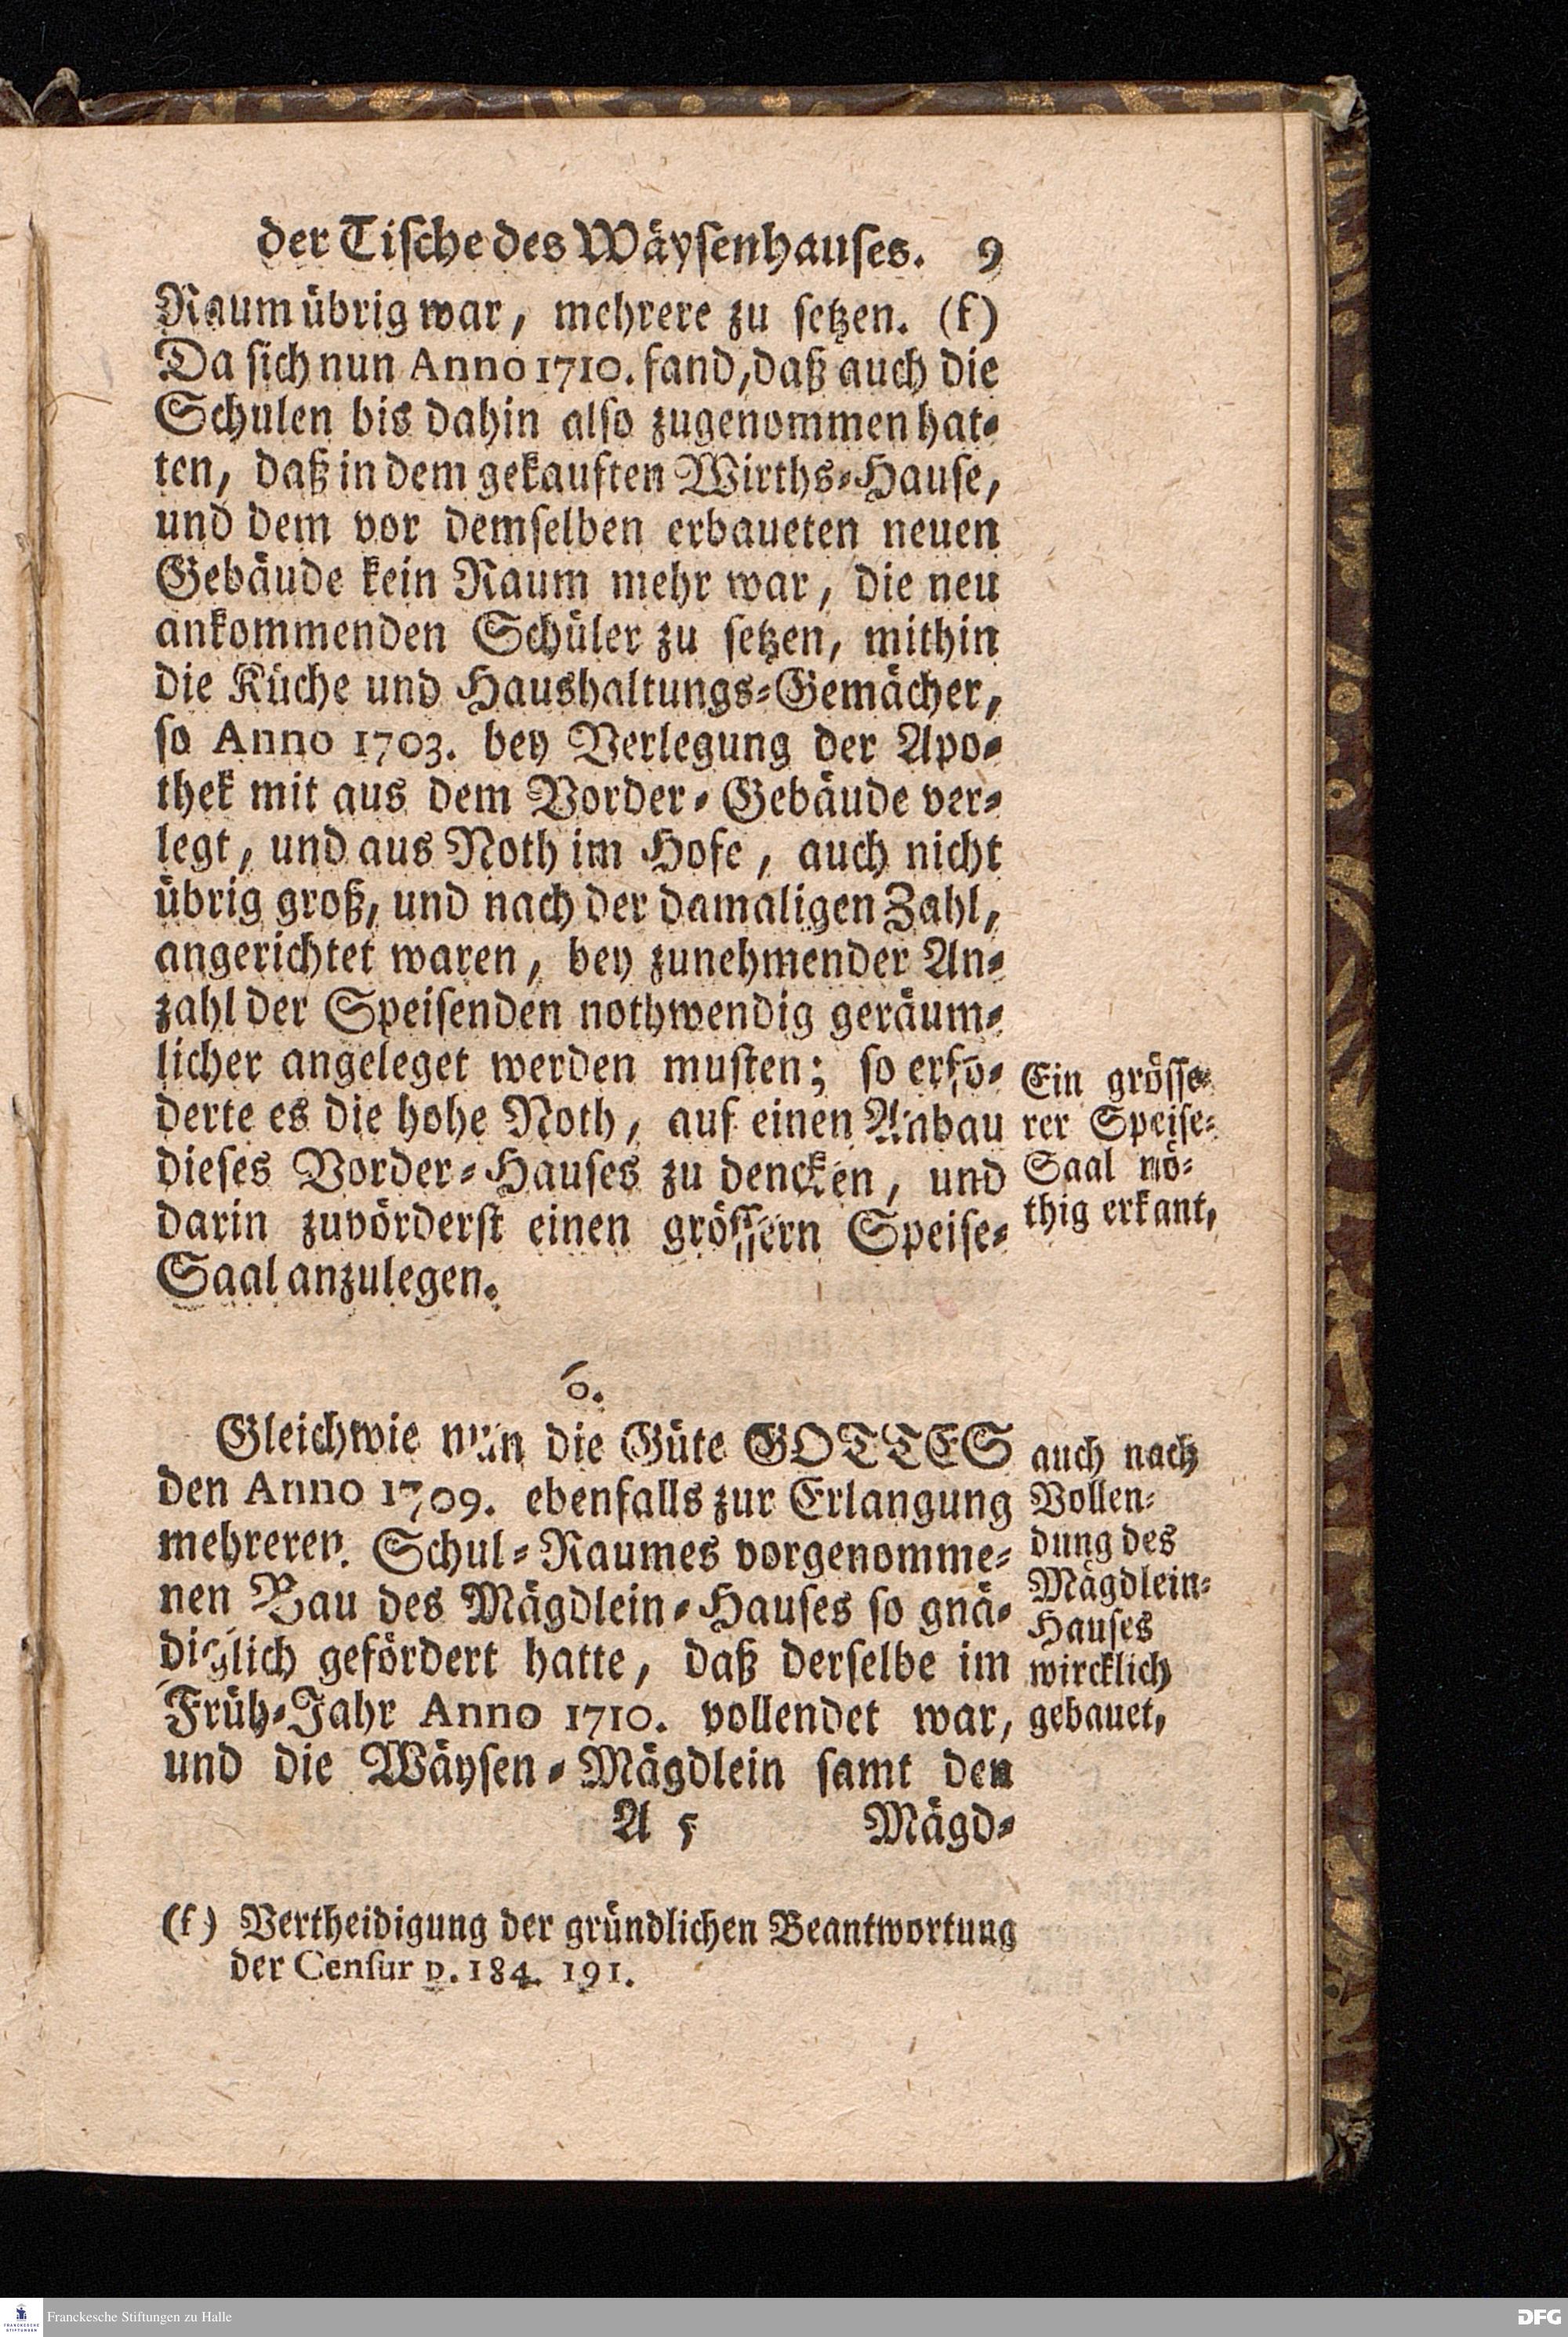 der Tische des Wäysenhauses. 9
Raum übrig war, mehrere zu setzen. (k)
Da sich nun Anno 1710. fand, daß auch die
Schulen bis dahin also zugenommen hat-
ten, daß in dem gekauften Wirths-Hause,
und dem vor demselben erbaueten neuen
Gebäude kein Raum mehr war, die neu
ankommenden Schüler zu setzen, mithin
die Küche und Haushaltungs-Gemächer,
so Anno 1703. bey Verlegung der Apo-
thek mit aus dem Vorder-Gebäude ver-
legt, und aus Noth im Hofe, auch nicht
übrig groß, und nach der damaligen Zahl,
angerichtet waren, bey zunehmender An-
zahl der Speisenden nothwendig geräum-
licher angeleget werden musten; so erfo-
derte es die hohe Noth, auf einen Anbau
dieses Vorder-Hauses zu dencken, und
darin zuvörderst einen grössern Speise-
Saal anzulegen.
Ein grösse-
rer Speise-
Saal nö-
thig erkant,
6.
Gleichwie nun die Güte GOTTES
den Anno 1709. ebenfalls zur Erlangung
mehreren Schul-Raumes vorgenomme-
nen Bau des Mägdlein-Hauses so gnä-
diglich gefördert hatte, daß derselbe im
Früh-Jahr Anno 1710. vollendet war,
und die Wäysen-Mägdlein samt den
auch nach
Vollen-
dung des
Mägdlein-
Hauses
wircklich
gebauet,
A 5 Mägd-
(k) Vertheidigung der gründlichen Beantwortung
der Censur p. 184. 191.
Franckesche Stiftungen zu Halle
DFG
FRANCKESCHE
STIFTUNGEN